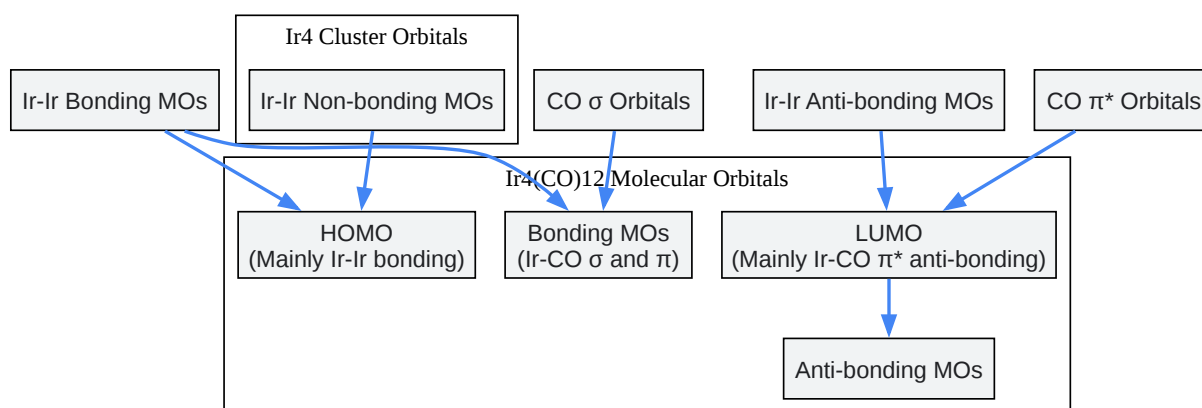 Ir4 Cluster Orbitals
Ir-Ir Bonding MOs
Ir-Ir Non-bonding MOs
CO σ Orbitals
Ir-Ir Anti-bonding MOs
CO π* Orbitals
Ir4(CO)12 Molecular Orbitals
HOMO
(Mainly Ir-Ir bonding)
Bonding MOs
(Ir-CO σ and π)
LUMO
(Mainly Ir-CO π* anti-bonding)
Anti-bonding MOs